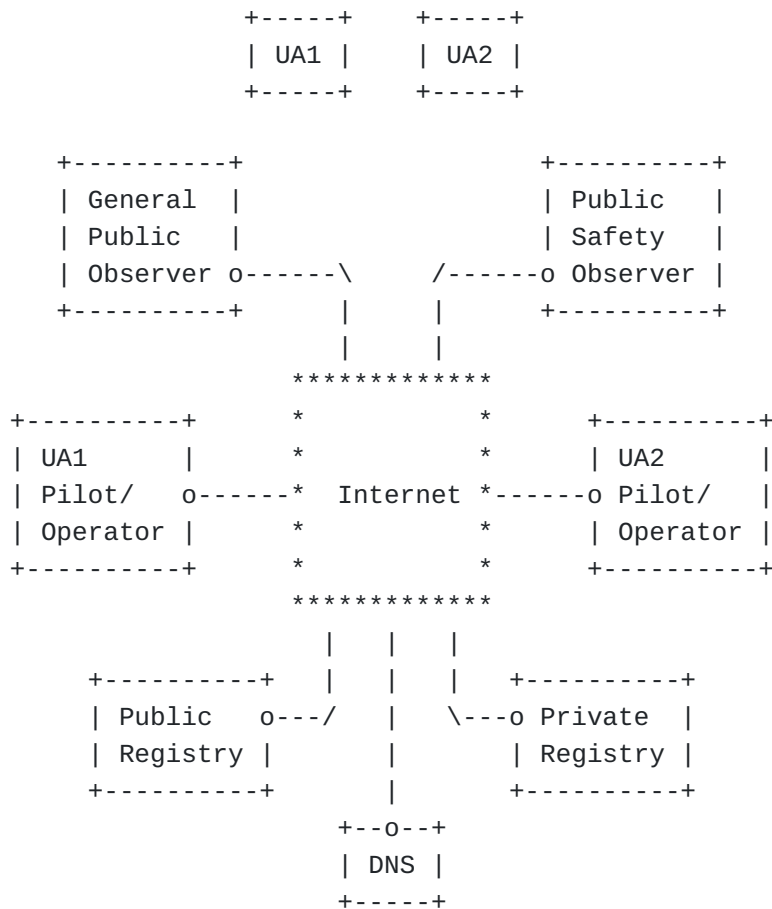 UA1 UA2
General Public
Public Safety
Observer Observer
UA1 UA2
Pilot/ Internet Pilot/
Operator Operator
Public Private
Registry Registry
DNS